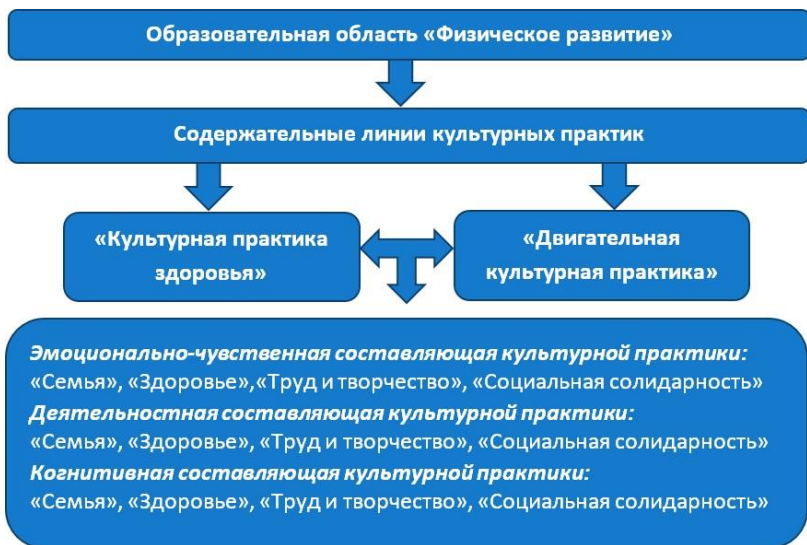 Образовательная область «Физическое развитие»
Содержательные линии культурных практик
«Культурная практика
здоровья»
«Двигательная
культурная практика»
Эмоционально-чувственная составляющая культурной практики:
«Семья», «Здоровье»,«Труд и творчество», «Социальная солидарность»
Деятельностная составляющая культурной практики:
«Семья», «Здоровье», «Труд и творчество», «Социальная солидарность»
Когнитивная составляющая культурной практики:
«Семья», «Здоровье», «Труд и творчество», «Социальная солидарность»